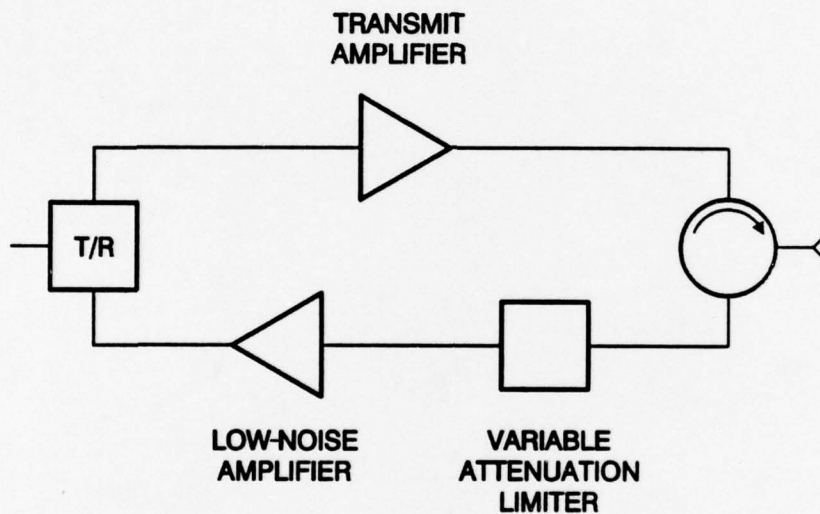 TRANSMIT
AMPLIFIER
T/R
LOW-NOISE
AMPLIFIER
VARIABLE
ATTENUATION
LIMITER